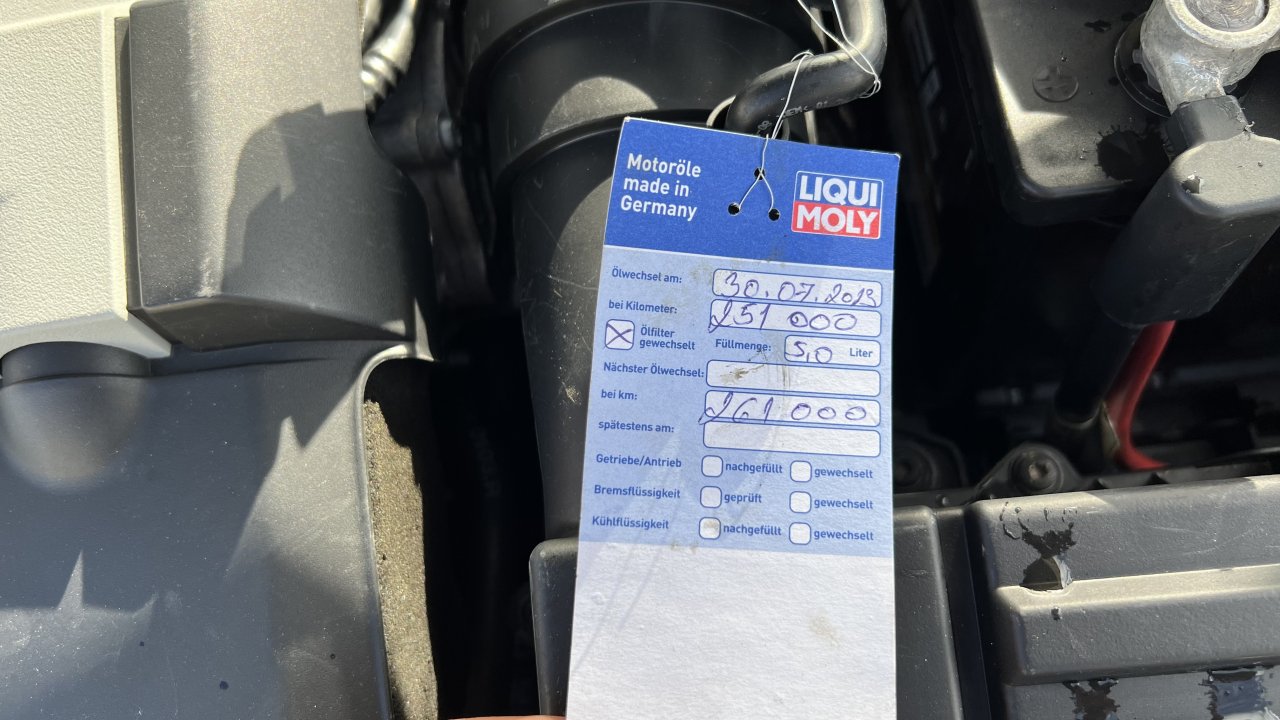 Motoröle
made in
Germany
LIQUI
MOLY
Ölwechsel am: 30.07.2023
bei Kilometer: 251 000
Ölfilter
gewechselt
Füllmenge: 5,0 Liter
Nächster Ölwechsel:
bei km: 261 000
spätestens am:
Getriebe/Antrieb nachgefüllt gewechselt
Bremsflüssigkeit geprüft gewechselt
Kühlflüssigkeit nachgefüllt gewechselt